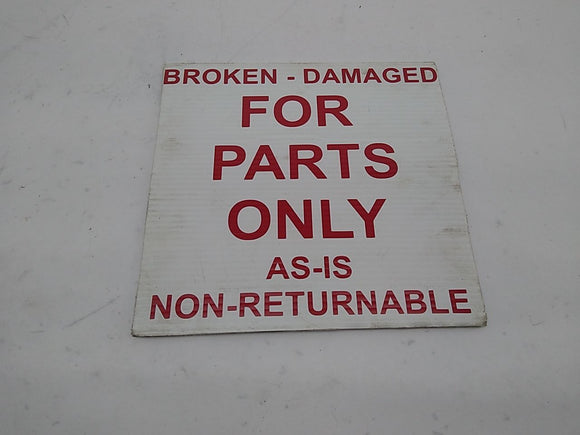 BROKEN - DAMAGED
FOR
PARTS
ONLY
AS-IS
NON-RETURNABLE